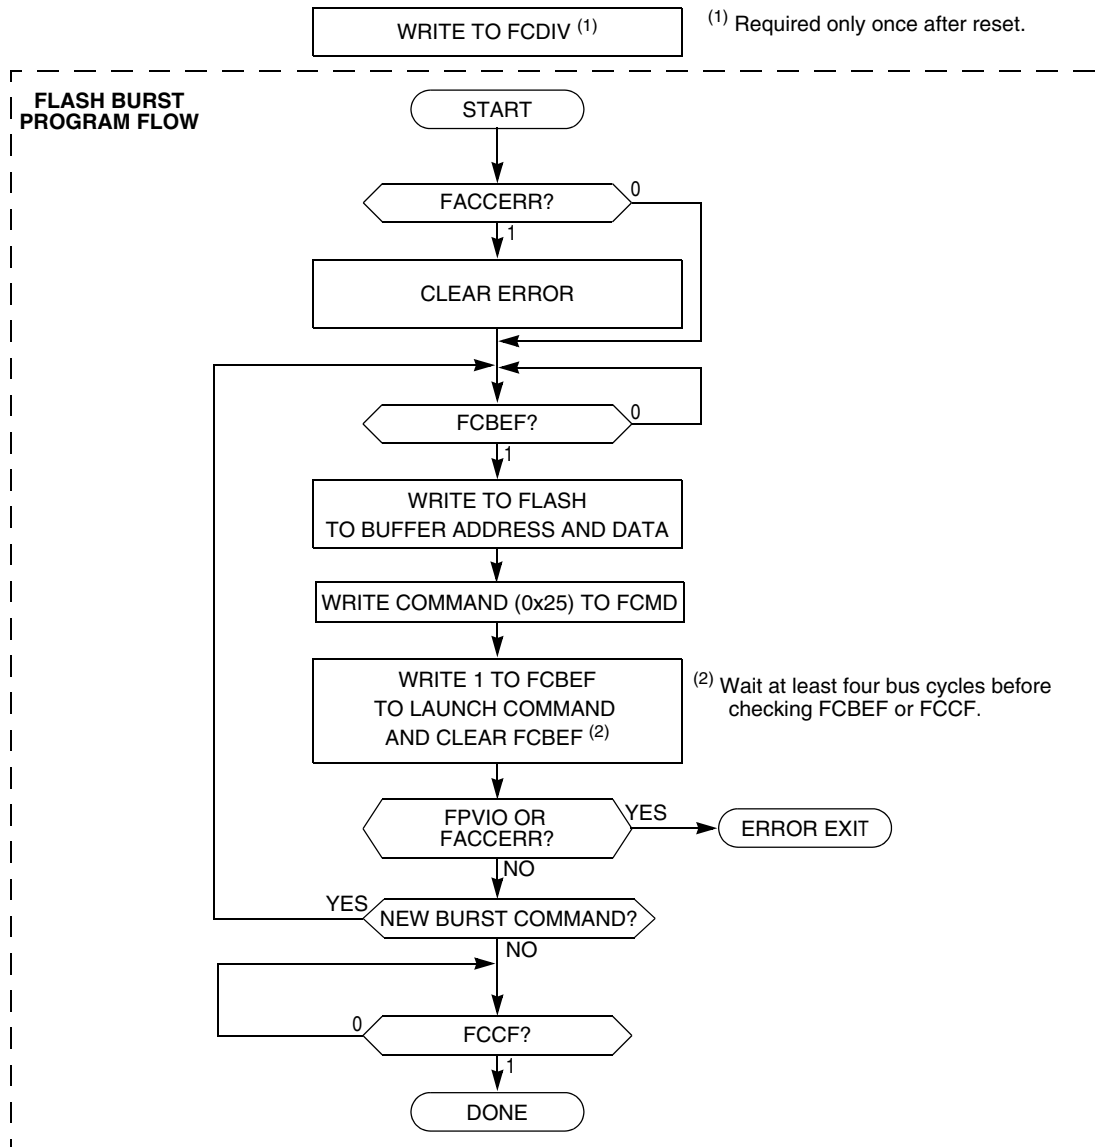 WRITE TO FCDIV (1)
(1) Required only once after reset.
FLASH BURST
PROGRAM FLOW
START
FACCERR?
0
1
CLEAR ERROR
FCBEF?
0
1
WRITE TO FLASH
TO BUFFER ADDRESS AND DATA
WRITE COMMAND (0x25) TO FCMD
WRITE 1 TO FCBEF
TO LAUNCH COMMAND
AND CLEAR FCBEF (2)
(2) Wait at least four bus cycles before
checking FCBEF or FCCF.
FPVIO OR
FACCERR?
YES
ERROR EXIT
NO
YES
NEW BURST COMMAND?
NO
0
FCCF?
1
DONE